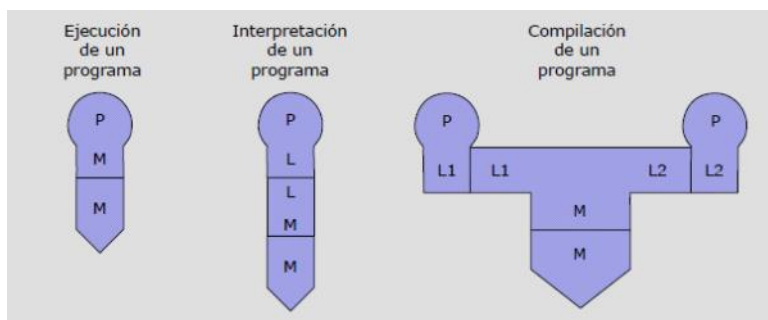 Ejecución
de un
programa
Interpretación
de un
programa
Compilación
de un
programa
P
M
M
P
L
L
M
M
P
P
L1
L1
L2
L2
M
M